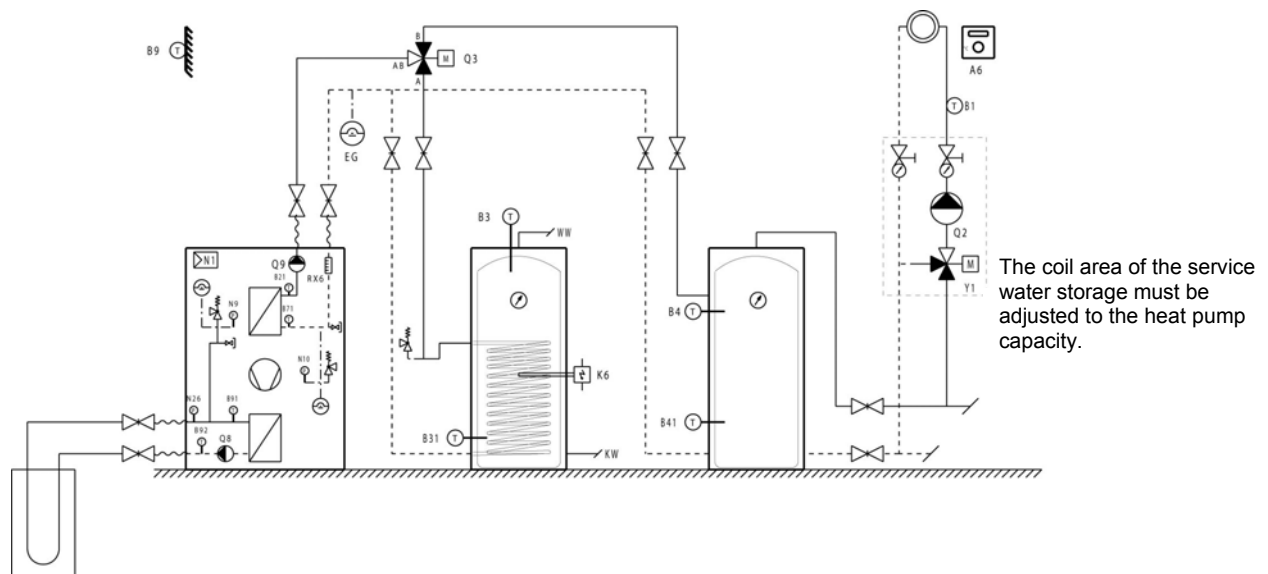 B9
T
B
AB
A
M
Q3
EG
A6
T
B1
Q2
M
Y1
B3
T
WW
N1
Q9
B21
RX6
N9
B71
N10
N26
B91
B92
Q8
K6
B31
T
KW
B4
T
B41
T
The coil area of the service
water storage must be
adjusted to the heat pump
capacity.